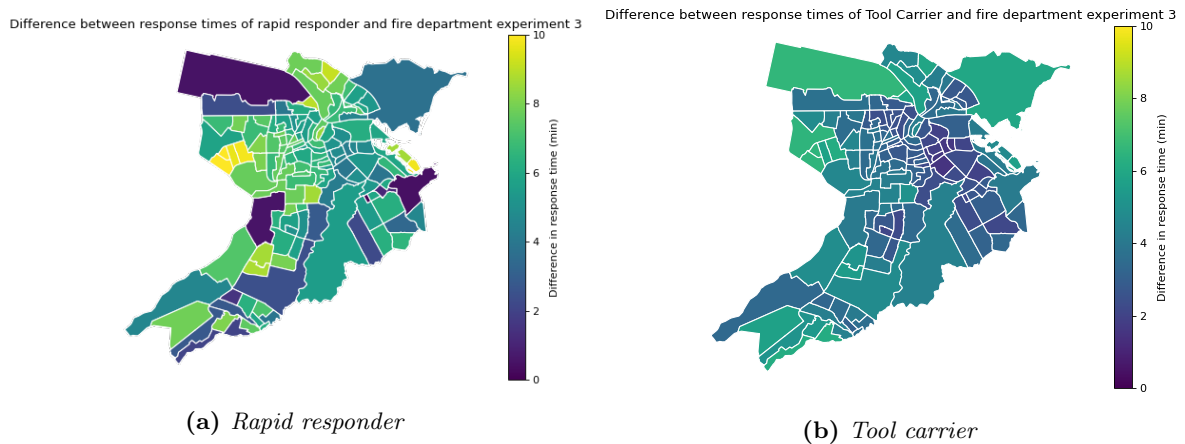 Difference between response times of rapid responder and fire department experiment 3
10
8
6
4
2
0
Difference in response time (min)
(a) Rapid responder
Difference between response times of Tool Carrier and fire department experiment 3
10
8
6
4
2
0
Difference in response time (min)
(b) Tool carrier